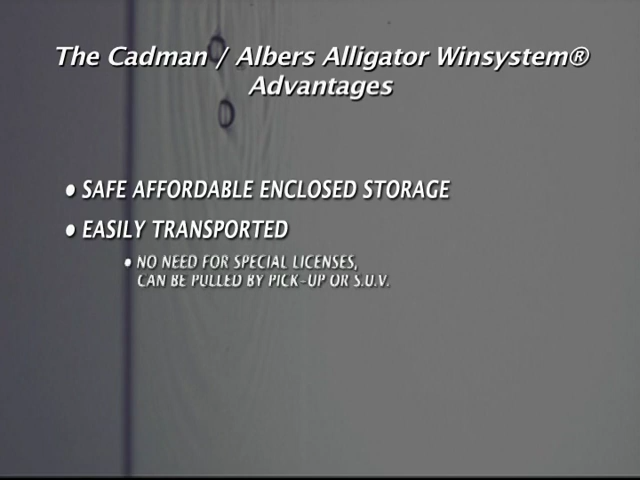 The Cadman / Albers Alligator Winsystem®
Advantages
• SAFE AFFORDABLE ENCLOSED STORAGE
• EASILY TRANSPORTED
• NO NEED FOR SPECIAL LICENSES,
CAN BE PULLED BY PICK-UP OR S.U.V.